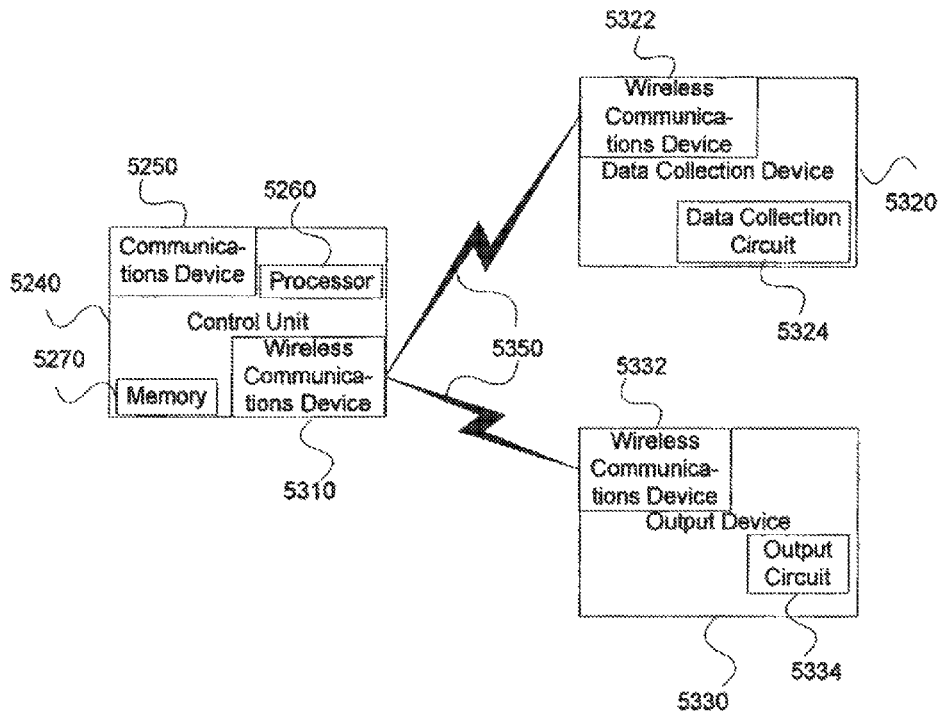 5322
Wireless
Communica-
tions Device
Data Collection Device
5320
Data Collection
Circuit
5324
5250
5260
Communica-
tions Device
Processor
5240
Control Unit
5270
Wireless
Communica-
tions Device
Memory
5310
5350
5332
Wireless
Communica-
tions Device
Output Device
Output
Circuit
5334
5330